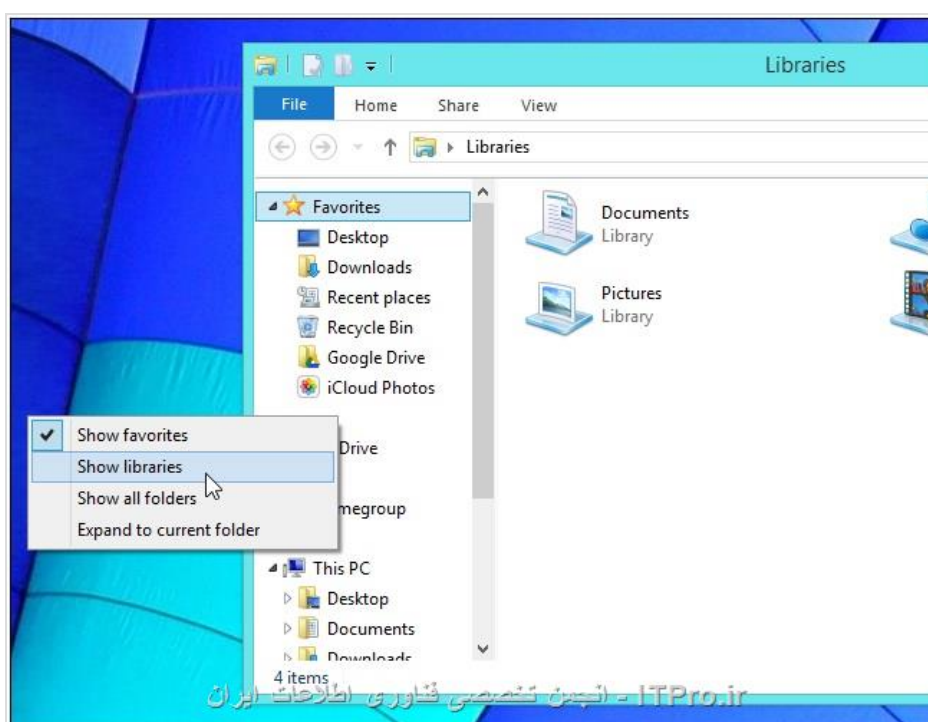 Libraries
File Home Share View
Libraries
Favorites
Desktop
Downloads
Recent places
Recycle Bin
Google Drive
iCloud Photos
Drive
megroup
This PC
Desktop
Documents
Downloads
Documents
Library
Pictures
Library
Show favorites
Show libraries
Show all folders
Expand to current folder
4 items
ITPro.ir - انجمن تخصصی فناوری اطلاعات ایران